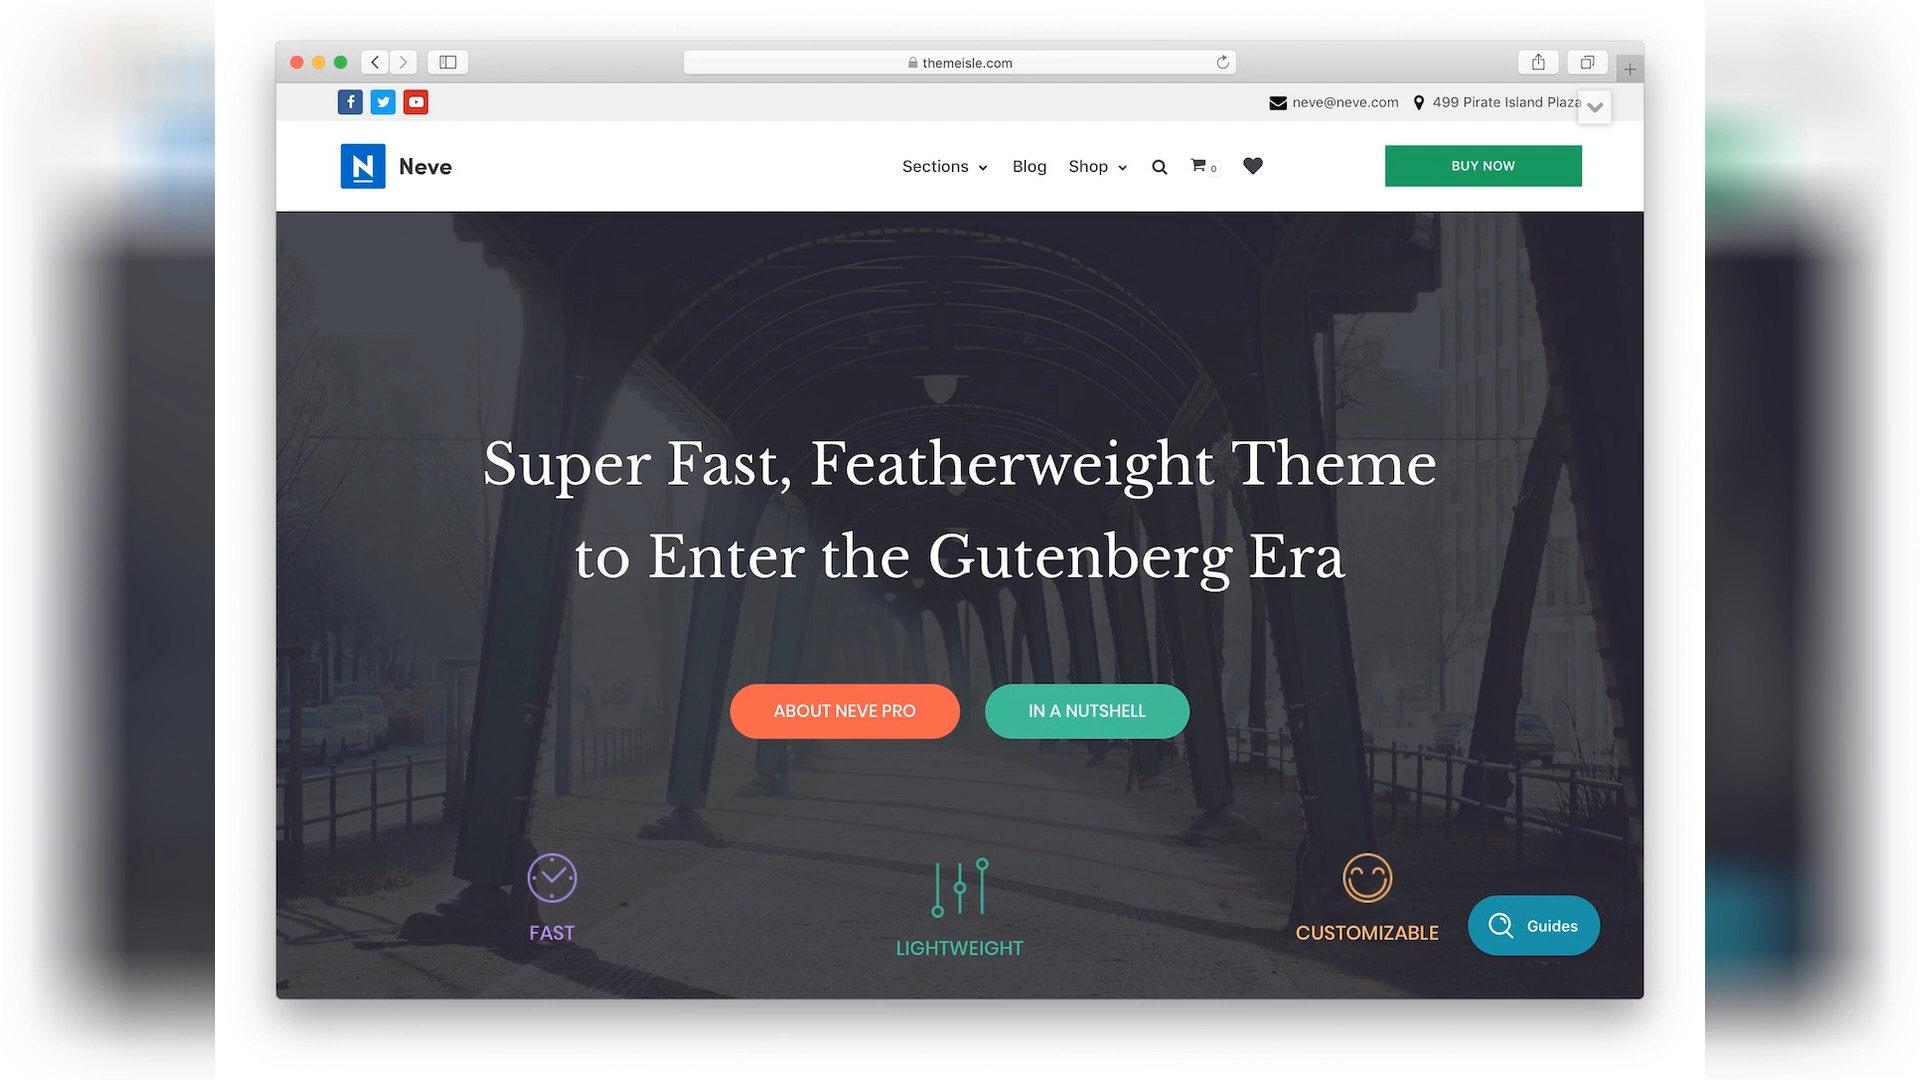 themeisle.com
neve@neve.com 499 Pirate Island Plaza
N Neve
Sections Blog Shop 0
BUY NOW
Super Fast, Featherweight Theme
to Enter the Gutenberg Era
ABOUT NEVE PRO
IN A NUTSHELL
FAST
LIGHTWEIGHT
CUSTOMIZABLE
Guides